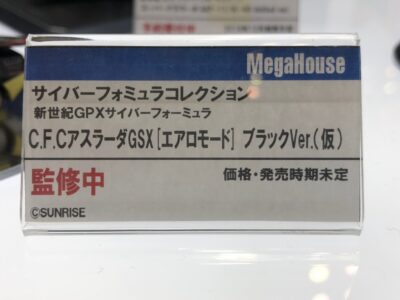 MegaHouse
サイバーフォミュラコレクション
新世紀GPXサイバーフォーミュラ
C.F.CアスラーダGSX[エアロモード] ブラックVer.(仮)
監修中
価格・発売時期未定
©SUNRISE